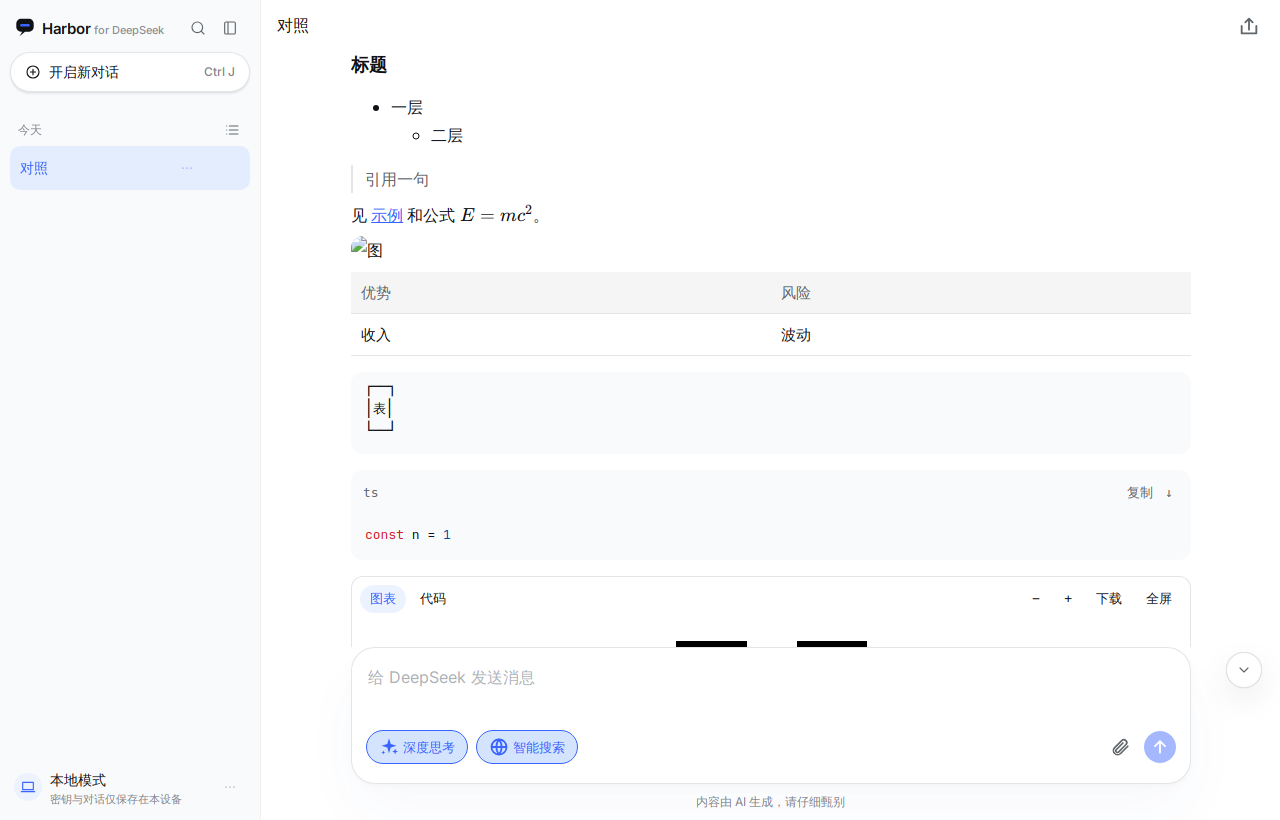 Harbor for DeepSeek
开启新对话 Ctrl J
今天
对照
本地模式
密钥与对话仅保存在本设备
对照
标题
一层
二层
引用一句
见 示例 和公式 E = mc²。
图
优势 风险
收入 波动
┌──┐
│表│
└──┘
ts 复制 ↓
const n = 1
图表 代码 − + 下载 全屏
给 DeepSeek 发送消息
深度思考 智能搜索
内容由 AI 生成，请仔细甄别